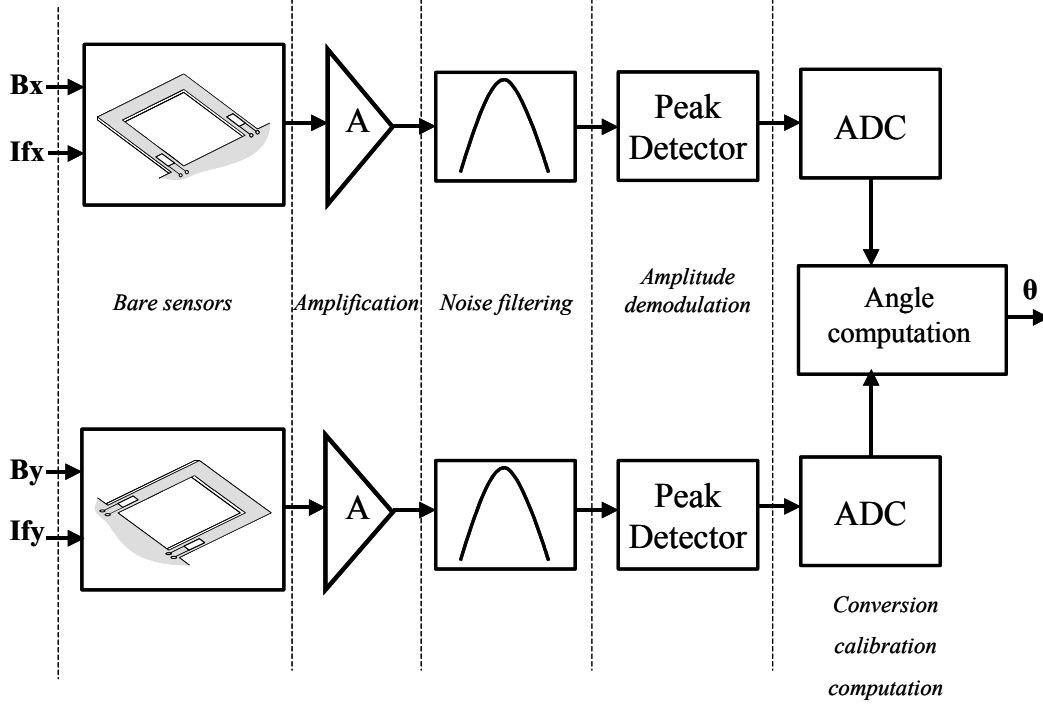 Bx
Ifx
A
Peak
Detector
ADC
Bare sensors
Amplification
Noise filtering
Amplitude
demodulation
Angle
computation
θ
By
Ify
A
Peak
Detector
ADC
Conversion
calibration
computation